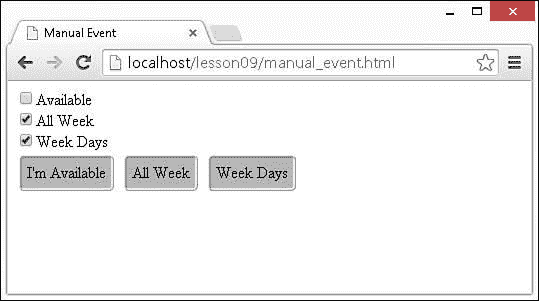 Manual Event
localhost/lesson09/manual_event.html
Available
All Week
Week Days
I'm Available All Week Week Days